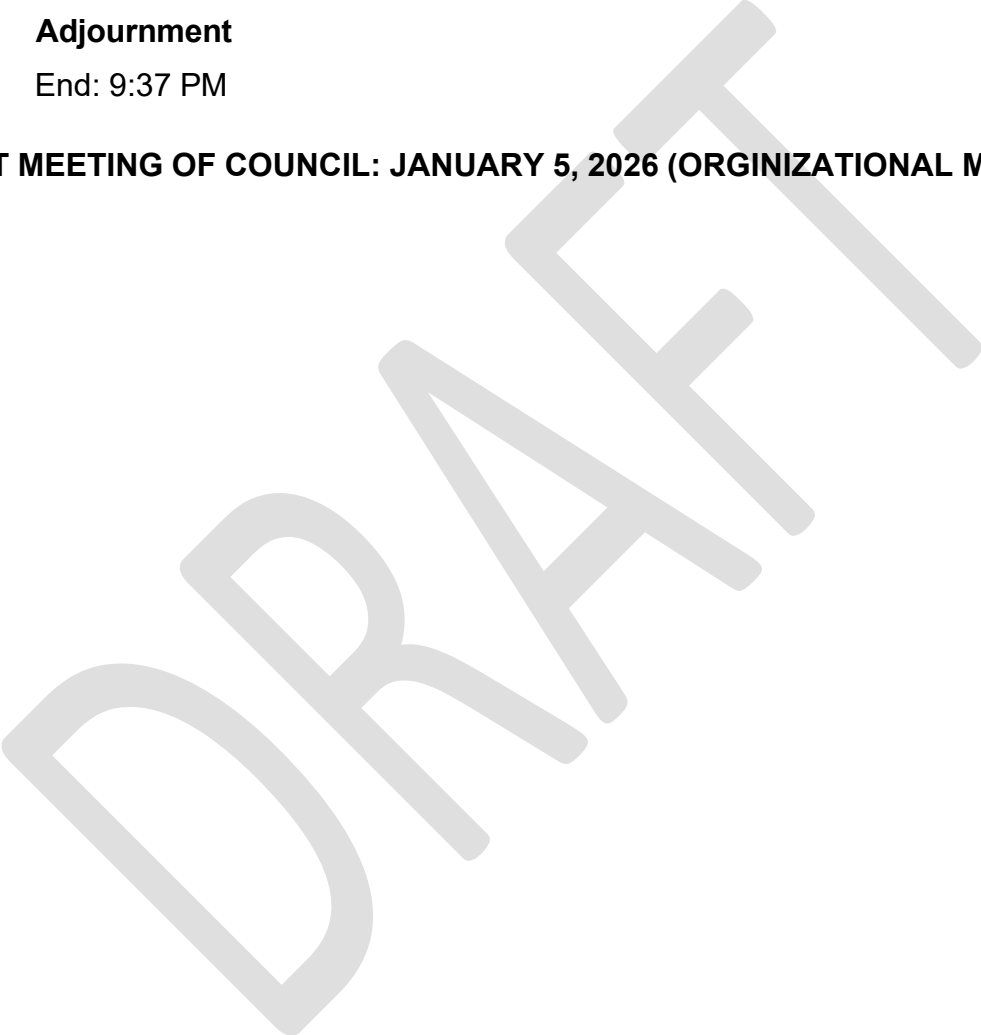 Adjournment
End: 9:37 PM
MEETING OF COUNCIL: JANUARY 5, 2026 (ORGINIZATIONAL
DRAFT